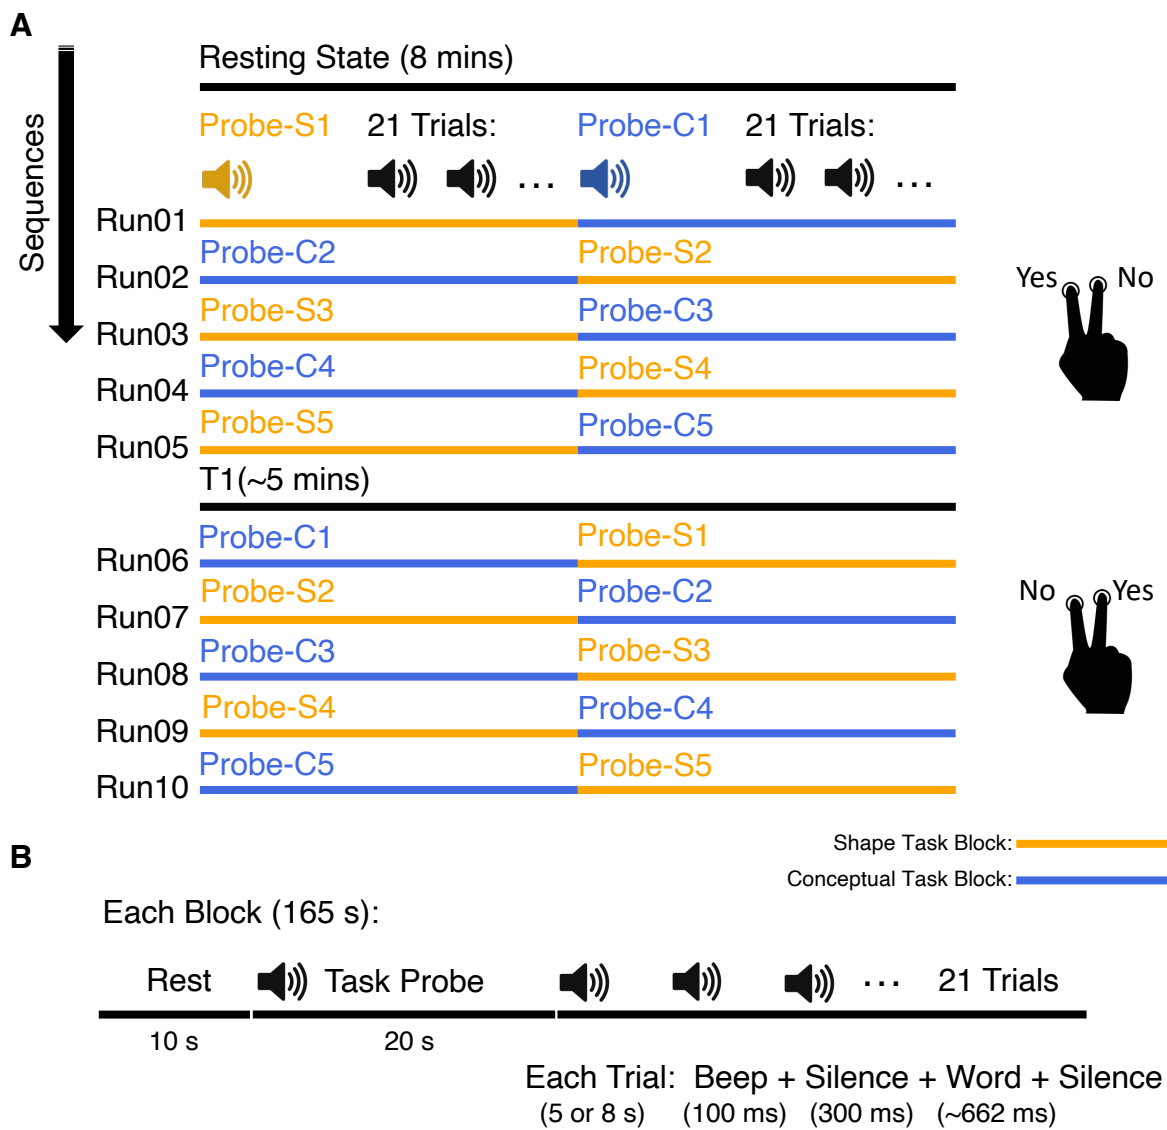 A
Resting State (8 mins)
Sequences
Probe-S1 21 Trials: Probe-C1 21 Trials:
...
...
Run01
Probe-C2 Probe-S2
Run02
Yes No
Probe-S3 Probe-C3
Run03
Probe-C4 Probe-S4
Run04
Probe-S5 Probe-C5
Run05
T1(~5 mins)
Probe-C1 Probe-S1
Run06
Probe-S2 Probe-C2
No Yes
Run07
Probe-C3 Probe-S3
Run08
Probe-S4 Probe-C4
Run09
Probe-C5 Probe-S5
Run10
Shape Task Block:
B
Conceptual Task Block:
Each Block (165 s):
Rest Task Probe ... 21 Trials
10 s 20 s
Each Trial: Beep + Silence + Word + Silence
(5 or 8 s) (100 ms) (300 ms) (~662 ms)